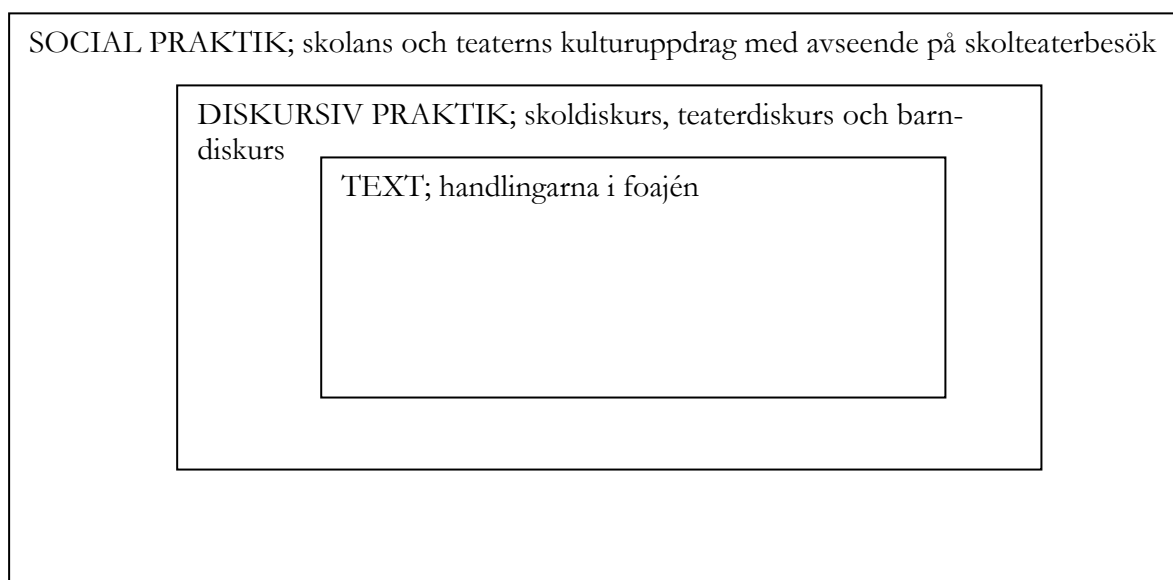 SOCIAL PRAKTIK; skolans och teaterns kulturuppdrag med avseende på skolteaterbesök
DISKURSIV PRAKTIK; skoldiskurs, teaterdiskurs och barn-
diskurs
TEXT; handlingarna i foajén